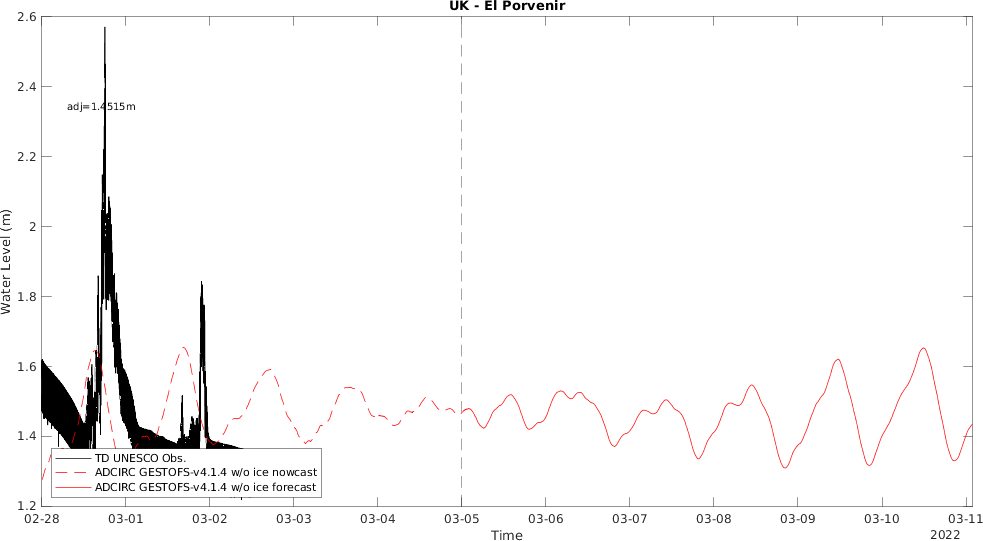 UK - El Porvenir
2.6
2.4
2.2
2
1.8
1.6
1.4
1.2
Water Level (m)
adj=1.4515m
TD UNESCO Obs.
ADCIRC GESTOFS-v4.1.4 w/o ice nowcast
ADCIRC GESTOFS-v4.1.4 w/o ice forecast
02-28 03-01 03-02 03-03 03-04 03-05 03-06 03-07 03-08 03-09 03-10 03-11
Time
2022